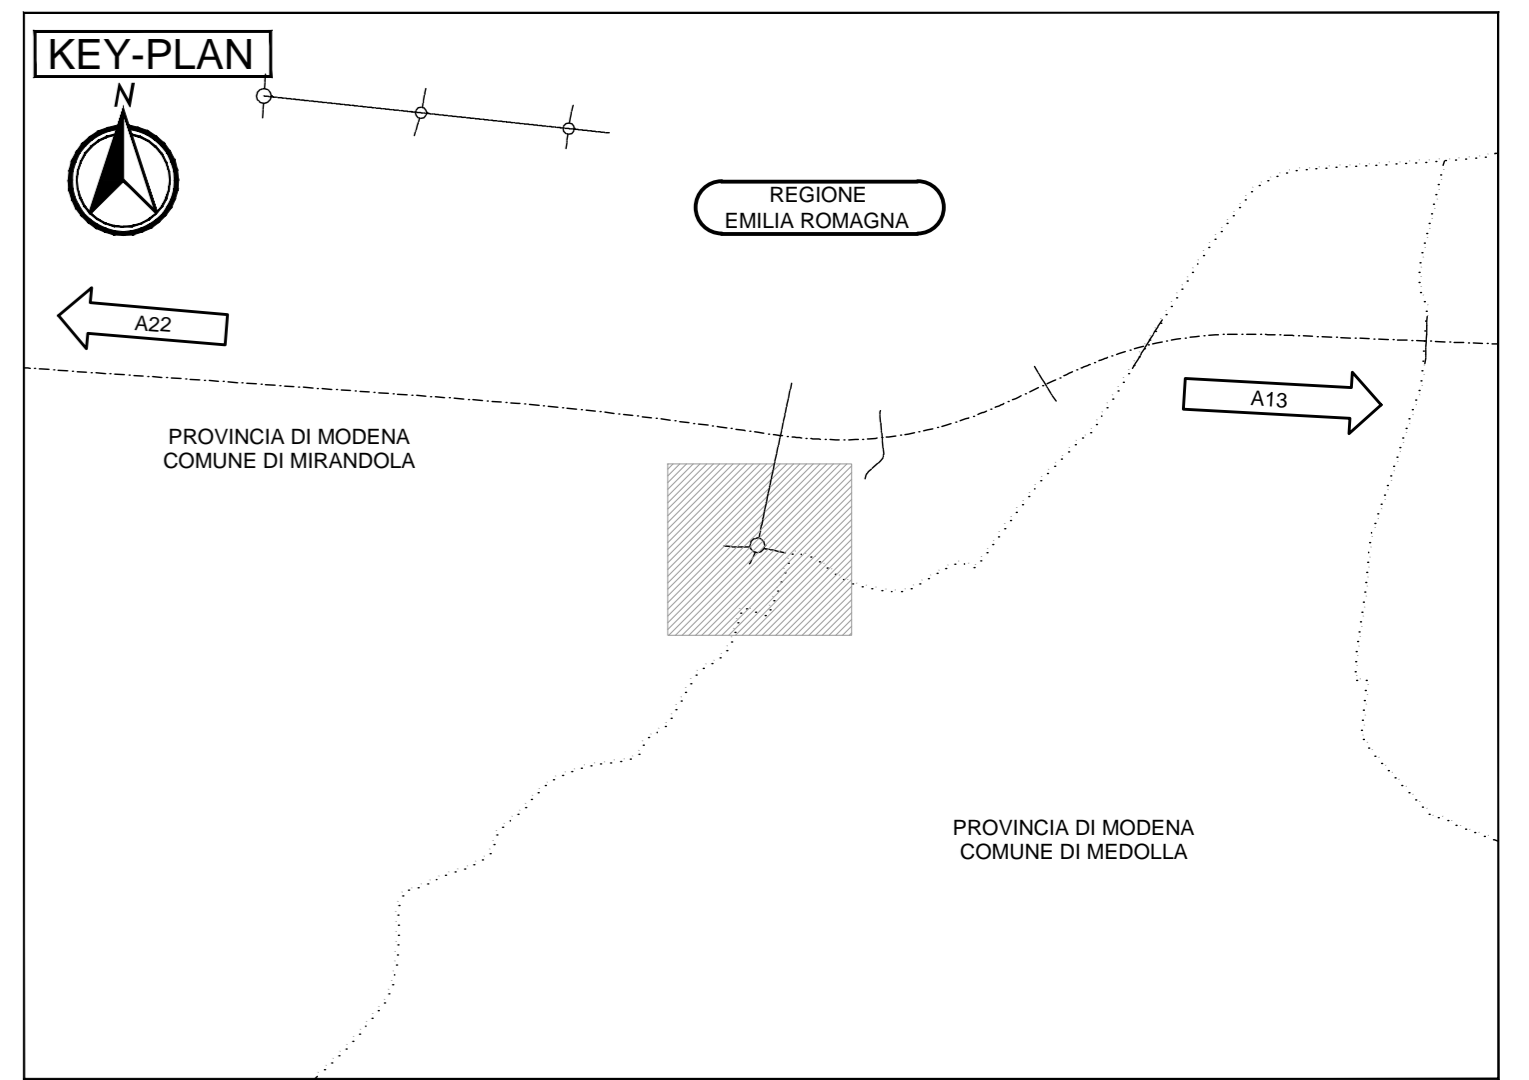 KEY-PLAN
N
REGIONE
EMILIA ROMAGNA
A22
A13
PROVINCIA DI MODENA
COMUNE DI MIRANDOLA
PROVINCIA DI MODENA
COMUNE DI MEDOLLA